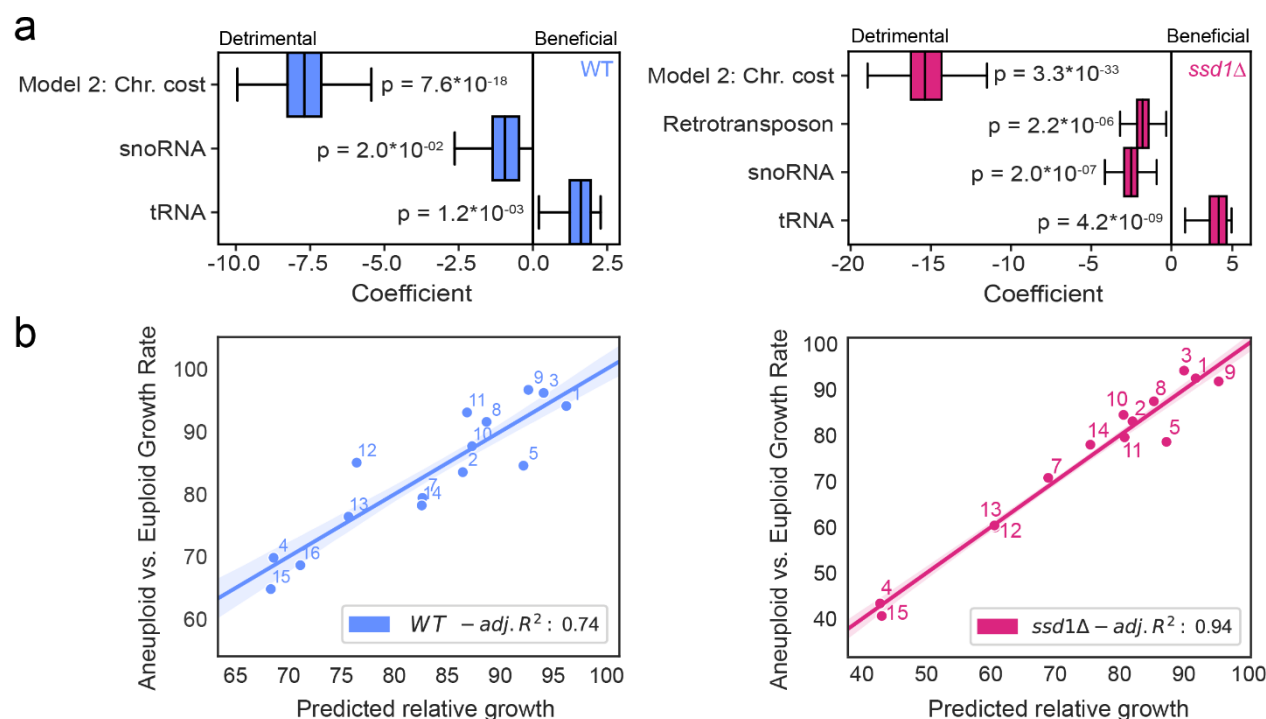 a
Detrimental Beneficial
WT
Model 2: Chr. cost
p = 7.6*10^-18
snoRNA
p = 2.0*10^-02
tRNA
p = 1.2*10^-03
-10.0 -7.5 -5.0 -2.5 0.0 2.5
Coefficient
Detrimental Beneficial
ssd1Δ
Model 2: Chr. cost
p = 3.3*10^-33
Retrotransposon
p = 2.2*10^-06
snoRNA
p = 2.0*10^-07
tRNA
p = 4.2*10^-09
-20 -15 -10 -5 0 5
Coefficient
b
Aneuploid vs. Euploid Growth Rate
100
90
80
70
60
9 3 1
11 8
10
12 2 5
7
14
13
4 16
15
WT – adj. R²: 0.74
65 70 75 80 85 90 95 100
Predicted relative growth
Aneuploid vs. Euploid Growth Rate
100
90
80
70
60
50
40
3 1 9
8
10 2
14 11 5
7
13
12
4
15
ssd1Δ – adj. R²: 0.94
40 50 60 70 80 90 100
Predicted relative growth